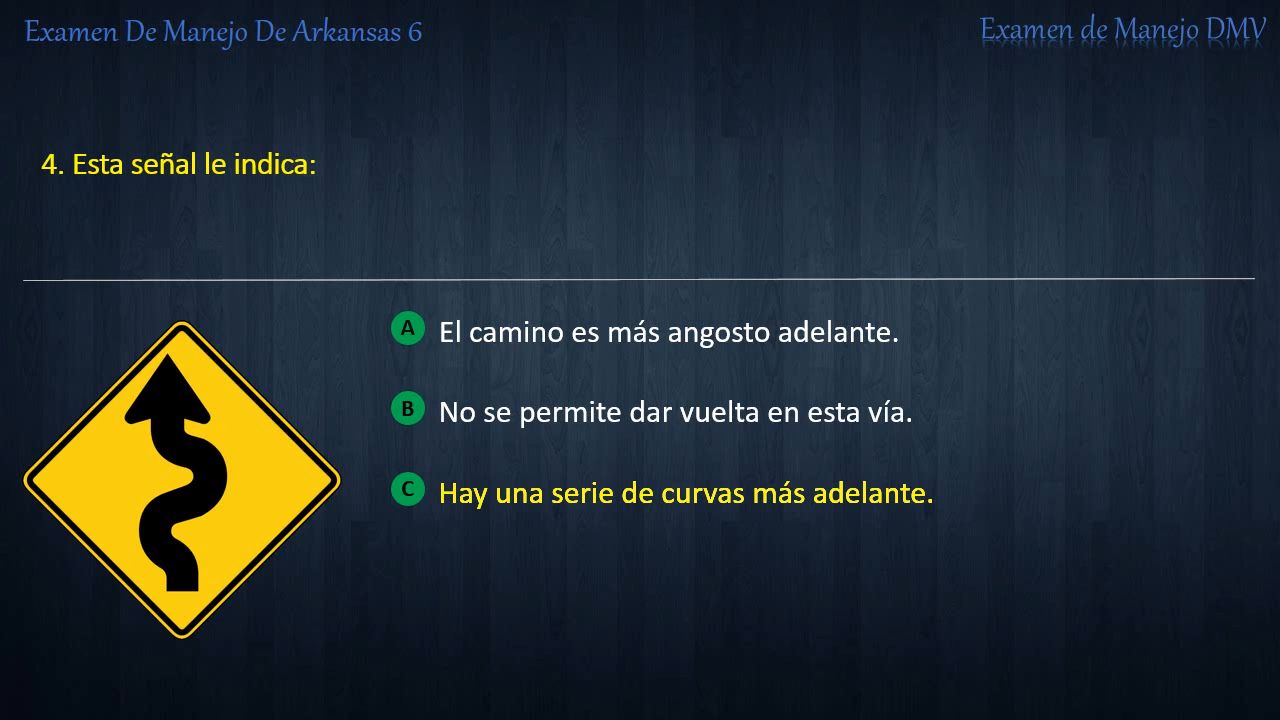 Examen De Manejo De Arkansas 6
Examen de Manejo DMV
4. Esta señal le indica:
A El camino es más angosto adelante.
B No se permite dar vuelta en esta vía.
C Hay una serie de curvas más adelante.